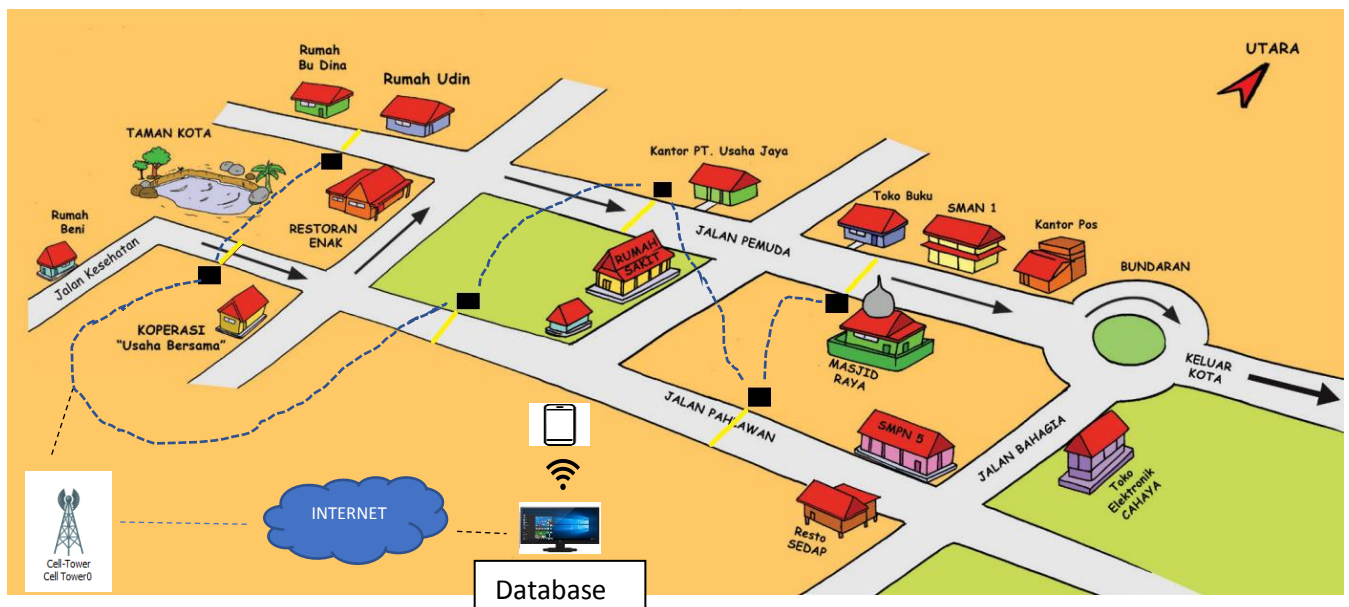 UTARA
Rumah
Bu Dina
Rumah Udin
TAMAN KOTA
Kantor PT. Usaha Jaya
Toko Buku
SMAN 1
Kantor Pos
Rumah
Beni
RESTORAN
ENAK
Jalan Kesehatan
JALAN PEMUDA
RUMAH
SAKIT
BUNDARAN
KOPERASI
"Usaha Bersama"
MASJID
RAYA
KELUAR
KOTA
JALAN PAHLAWAN
SMPN 5
JALAN BAHAGIA
Toko
Elektronik
CAHAYA
Resto
SEDAP
INTERNET
Cell-Tower
Cell Tower0
Database